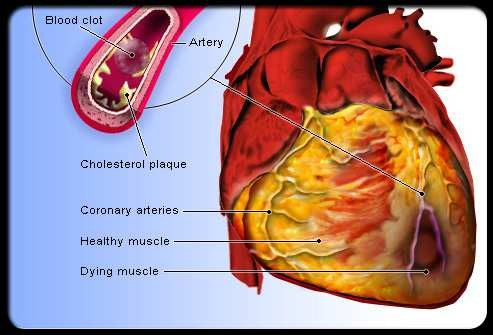 Blood clot
Artery
Cholesterol plaque
Coronary arteries
Healthy muscle
Dying muscle